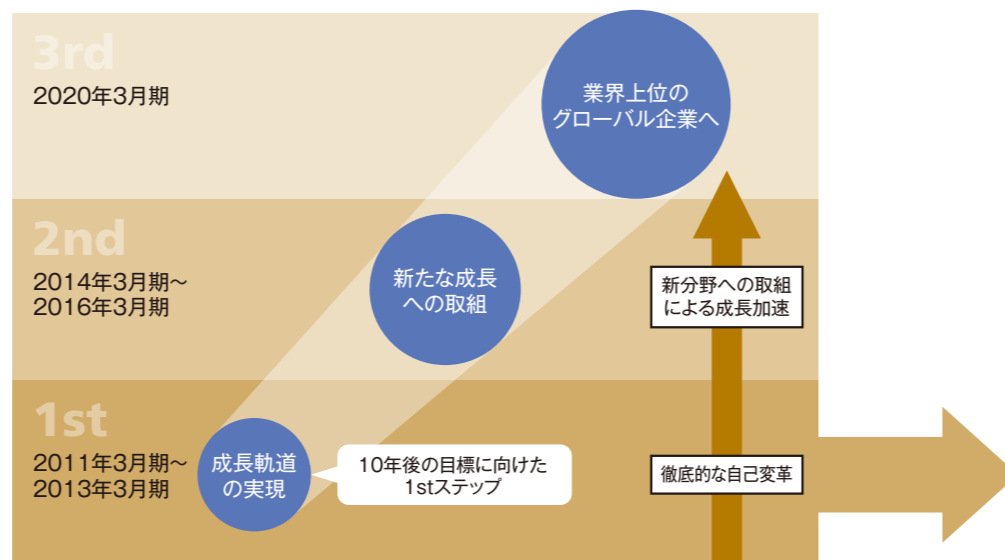 3rd
2020年3月期
業界上位の
グローバル企業へ
2nd
2014年3月期～
2016年3月期
新たな成長
への取組
新分野への取組
による成長加速
1st
2011年3月期～
2013年3月期
成長軌道
の実現
10年後の目標に向けた
1stステップ
徹底的な自己変革